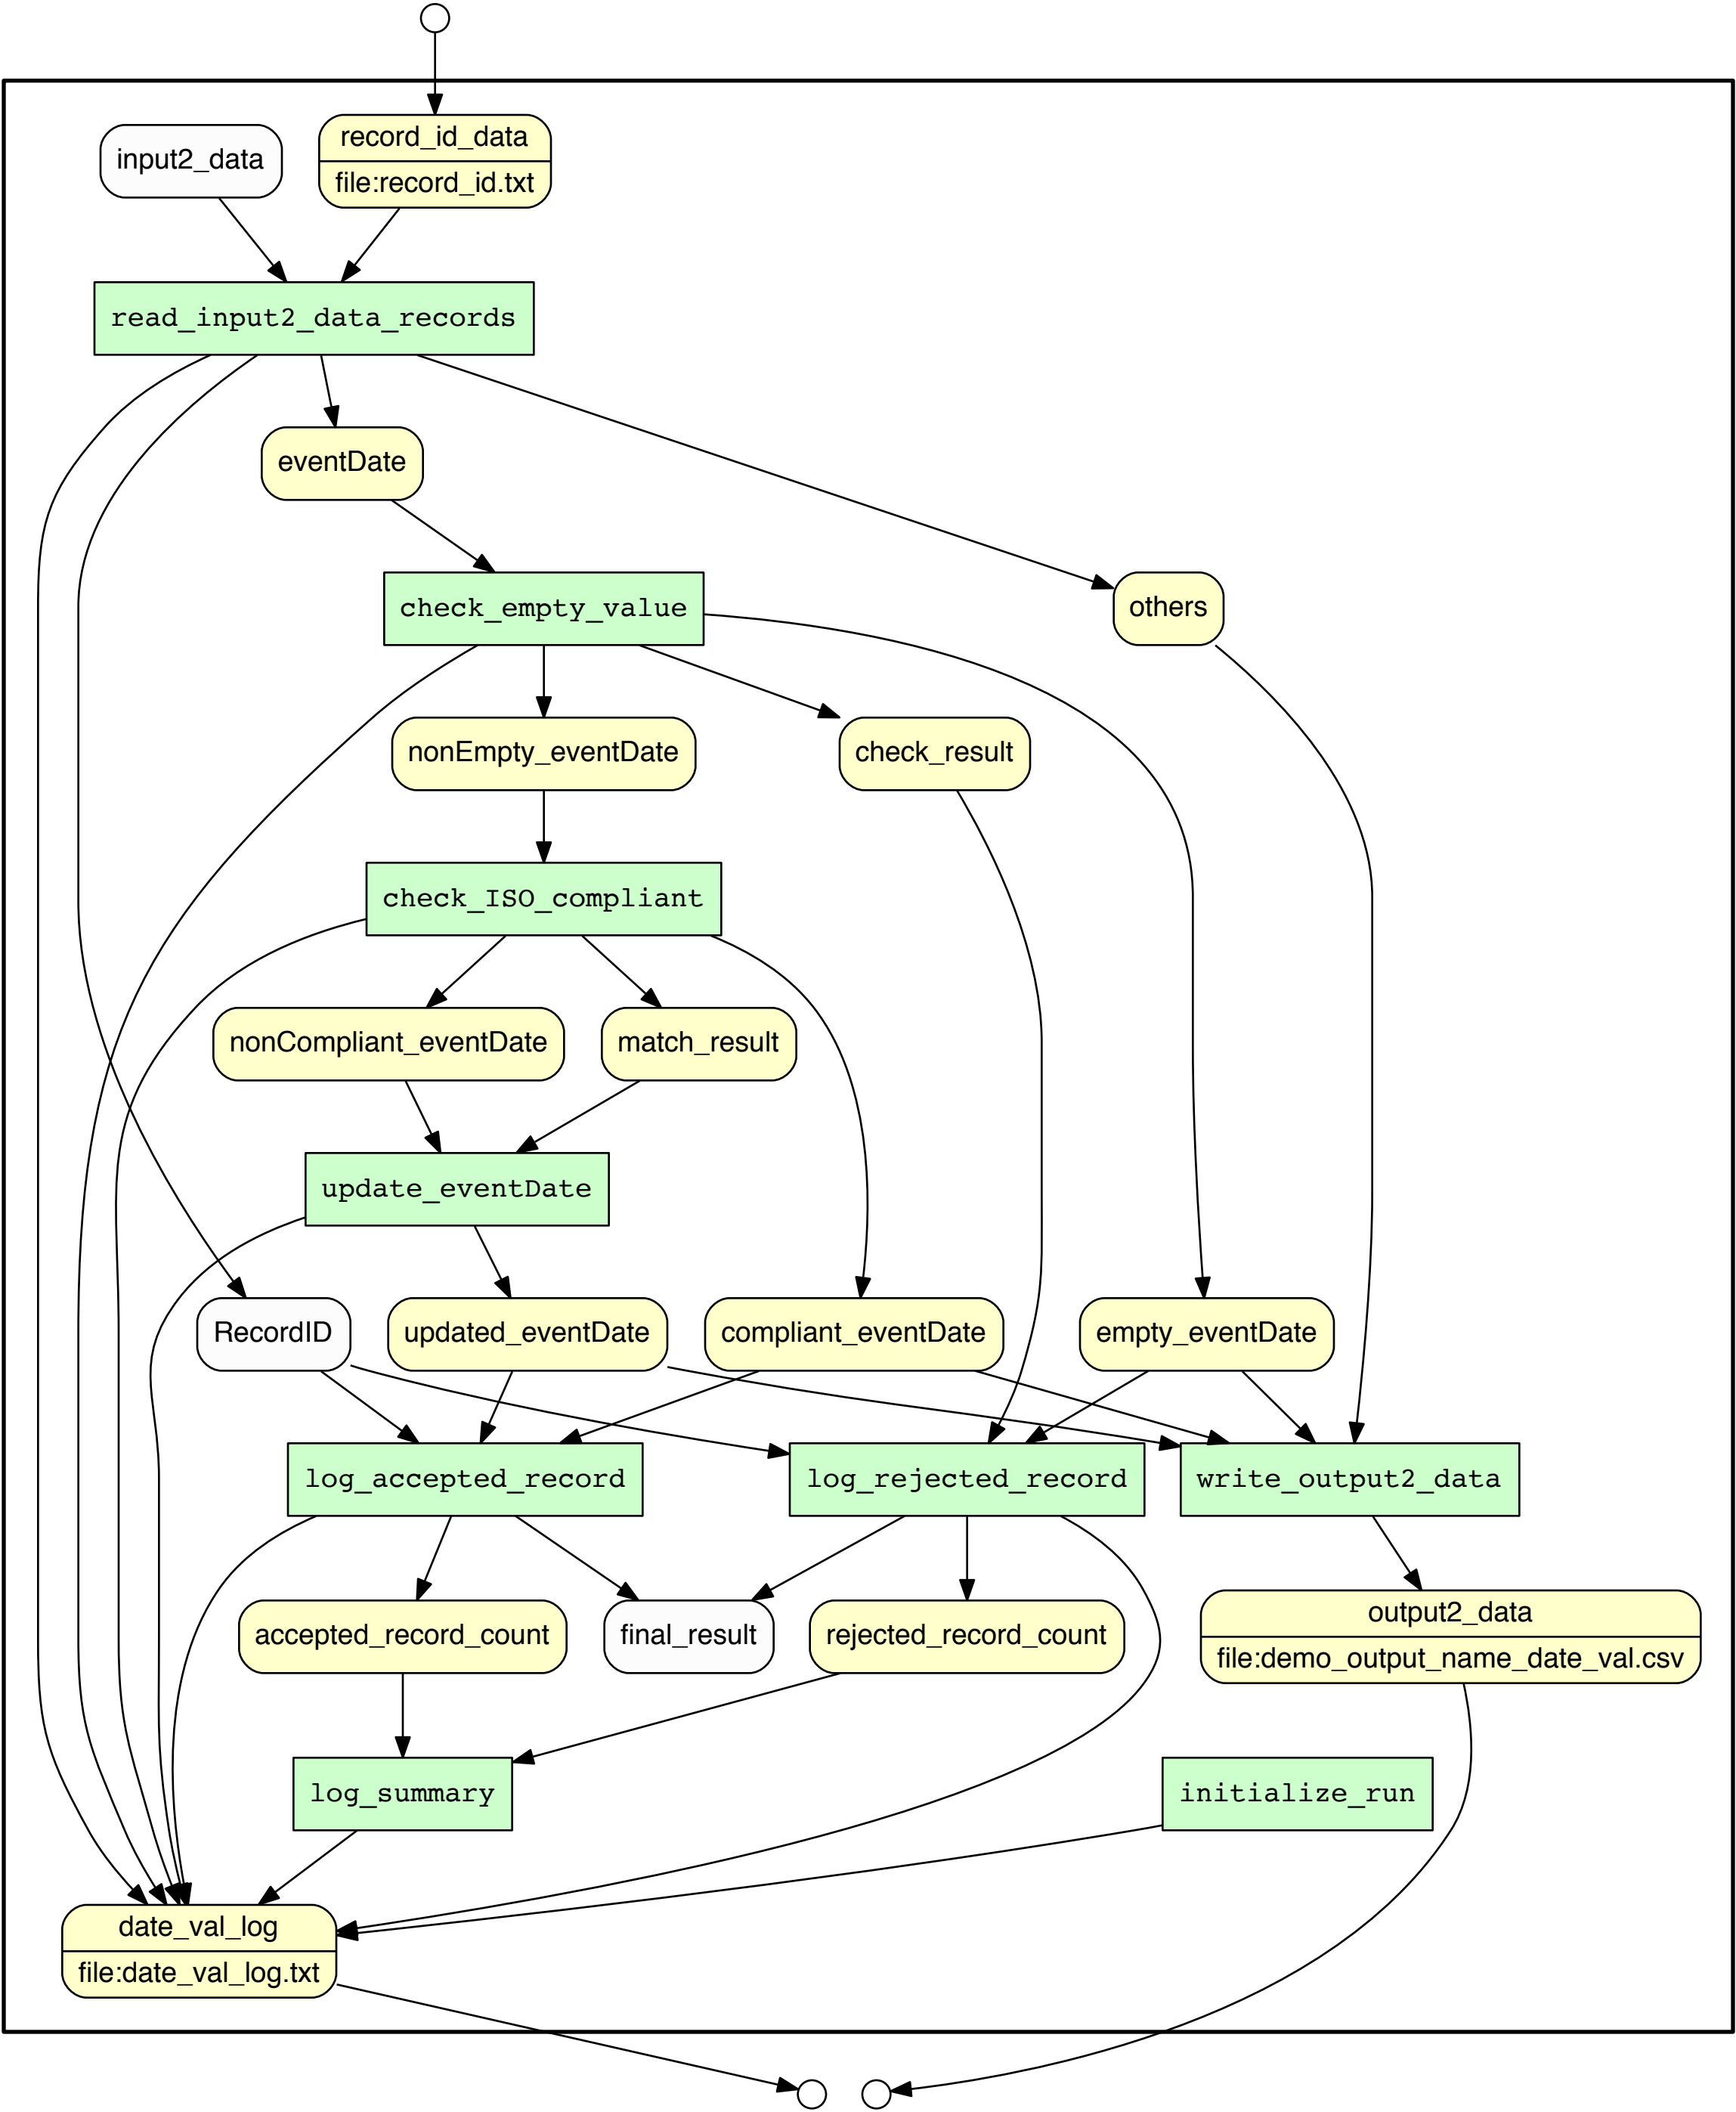 input2_data
record_id_data
file:record_id.txt
read_input2_data_records
eventDate
check_empty_value
others
nonEmpty_eventDate
check_result
check_ISO_compliant
nonCompliant_eventDate
match_result
update_eventDate
RecordID
updated_eventDate
compliant_eventDate
empty_eventDate
log_accepted_record
log_rejected_record
write_output2_data
accepted_record_count
final_result
rejected_record_count
output2_data
file:demo_output_name_date_val.csv
log_summary
initialize_run
date_val_log
file:date_val_log.txt